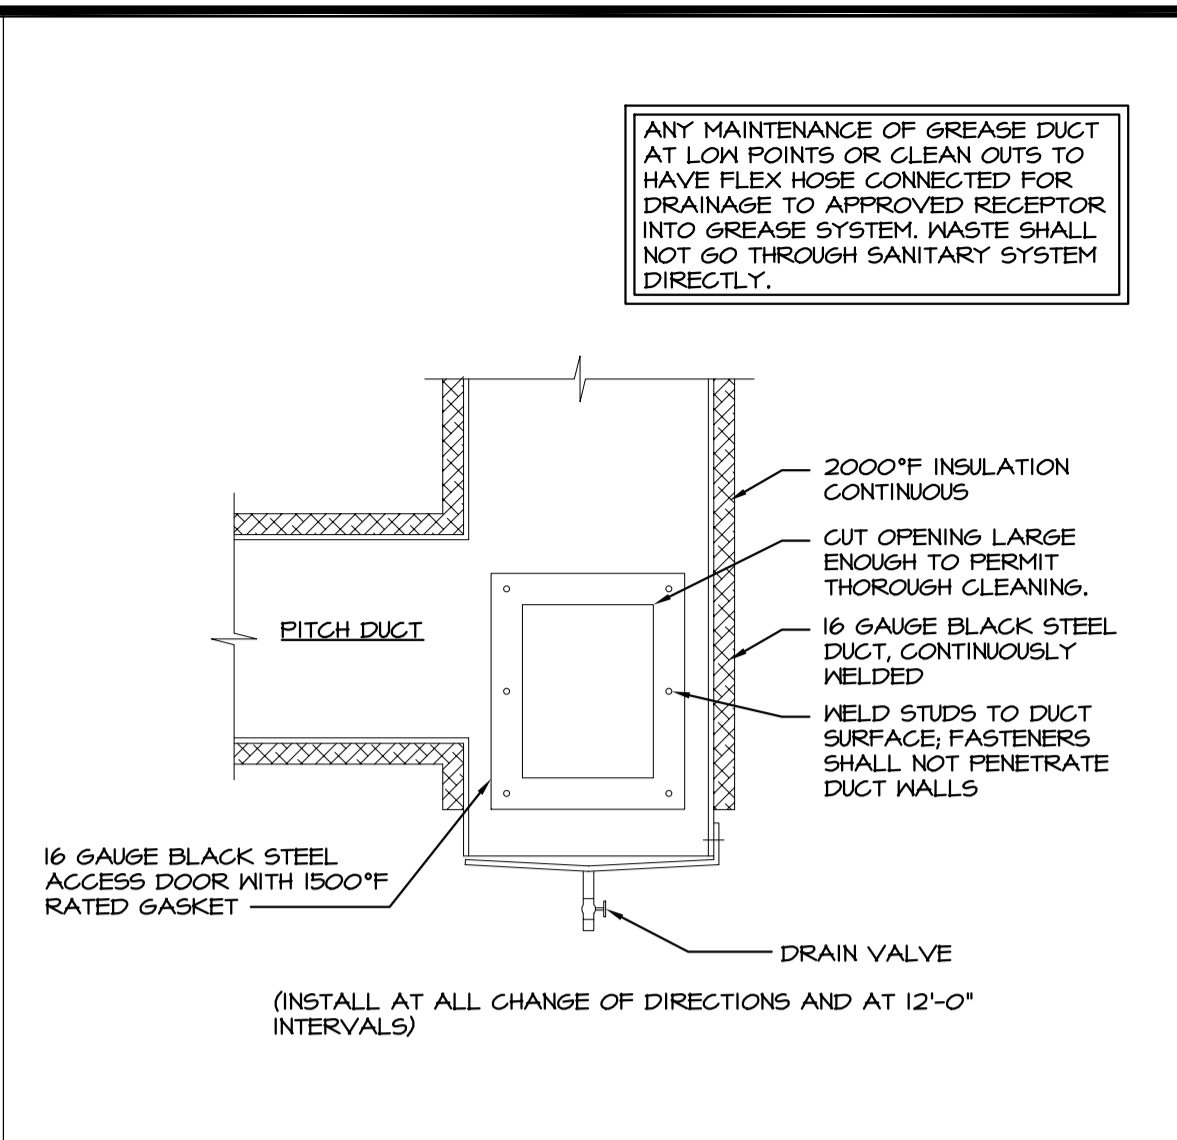 ANY MAINTENANCE OF GREASE DUCT
AT LOW POINTS OR CLEAN OUTS TO
HAVE FLEX HOSE CONNECTED FOR
DRAINAGE TO APPROVED RECEPTOR
INTO GREASE SYSTEM. WASTE SHALL
NOT GO THROUGH SANITARY SYSTEM
DIRECTLY.
2000°F INSULATION
CONTINUOUS
CUT OPENING LARGE
ENOUGH TO PERMIT
THOROUGH CLEANING.
PITCH DUCT
16 GAUGE BLACK STEEL
DUCT, CONTINUOUSLY
WELDED
WELD STUDS TO DUCT
SURFACE; FASTENERS
SHALL NOT PENETRATE
DUCT WALLS
16 GAUGE BLACK STEEL
ACCESS DOOR WITH 1500°F
RATED GASKET
DRAIN VALVE
(INSTALL AT ALL CHANGE OF DIRECTIONS AND AT 12'-0"
INTERVALS)